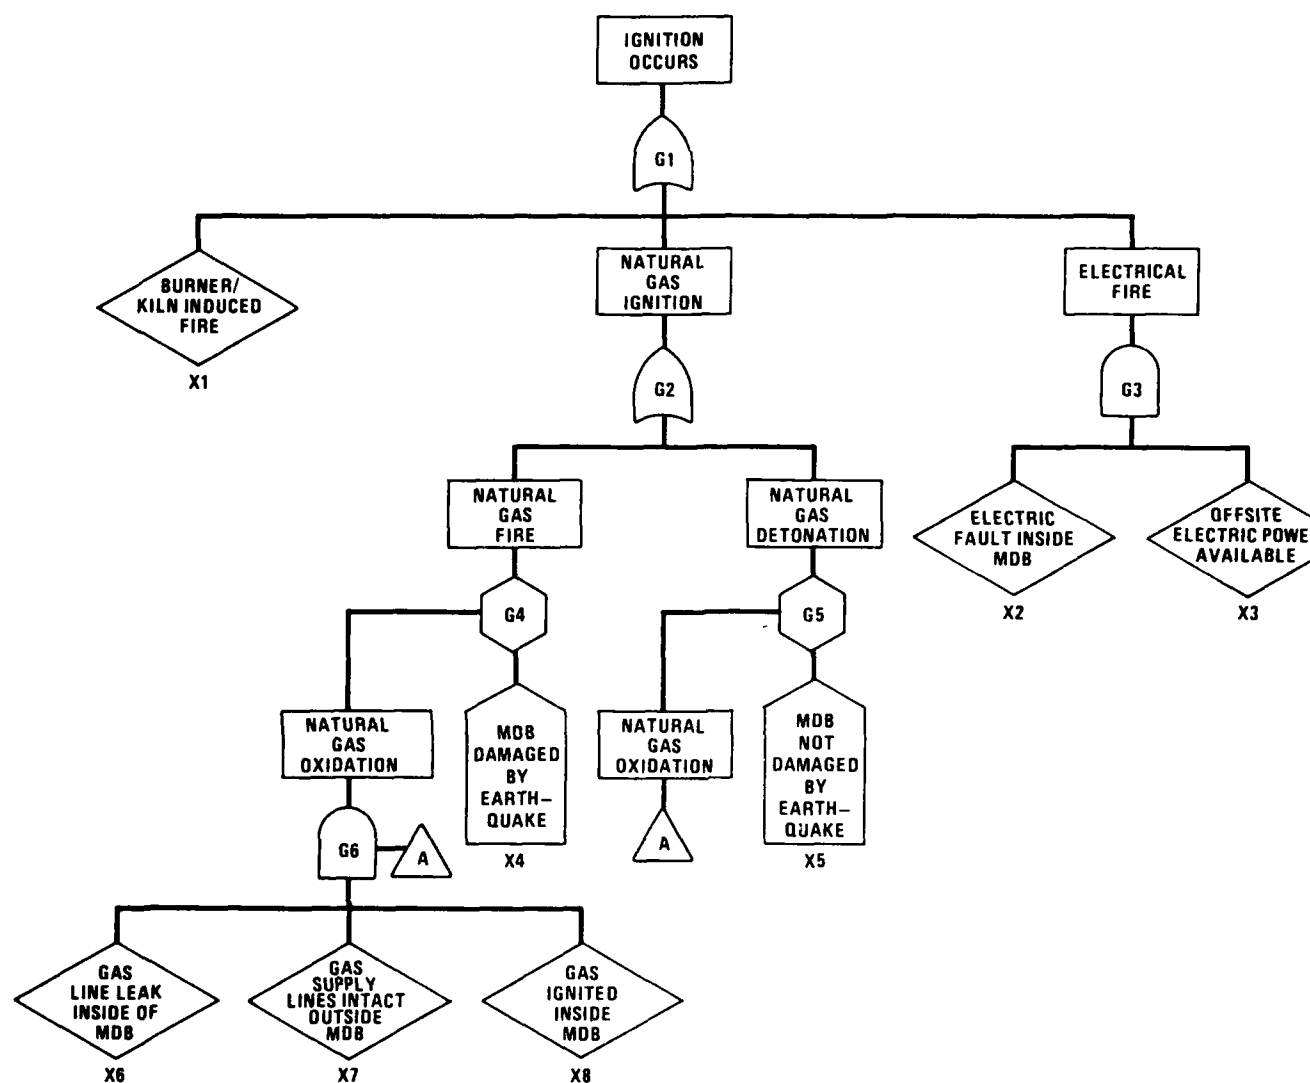 IGNITION
OCCURS
G1
BURNER/
KILN INDUCED
FIRE
X1
NATURAL
GAS
IGNITION
ELECTRICAL
FIRE
G2
G3
NATURAL
GAS
FIRE
NATURAL
GAS
DETONATION
ELECTRIC
FAULT INSIDE
MDB
X2
OFFSITE
ELECTRIC POWE
AVAILABLE
X3
G4
G5
NATURAL
GAS
OXIDATION
MDB
DAMAGED
BY
EARTH–
QUAKE
X4
NATURAL
GAS
OXIDATION
MDB
NOT
DAMAGED
BY
EARTH–
QUAKE
X5
G6
A
A
GAS
LINE LEAK
INSIDE OF
MDB
X6
GAS
SUPPLY
LINES INTACT
OUTSIDE
MDB
X7
GAS
IGNITED
INSIDE
MDB
X8